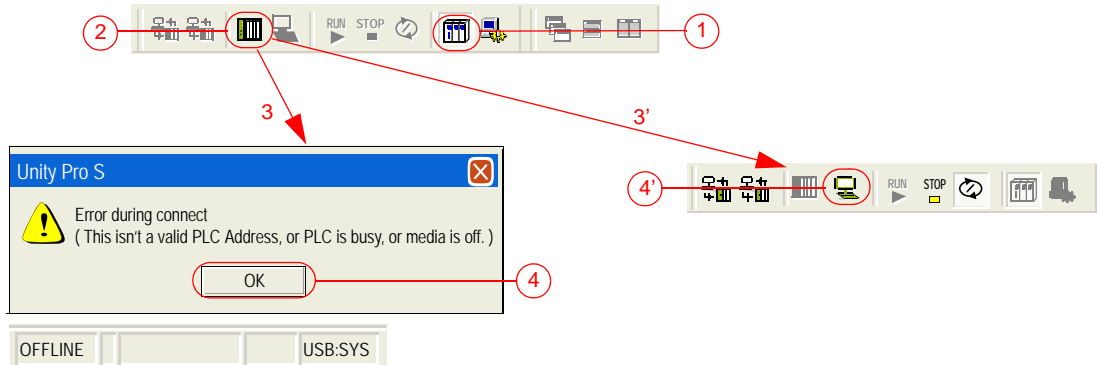 2
RUN STOP
1
3
3'
Unity Pro S
Error during connect
( This isn't a valid PLC Address, or PLC is busy, or media is off. )
OK
4
4'
RUN STOP
OFFLINE USB:SYS